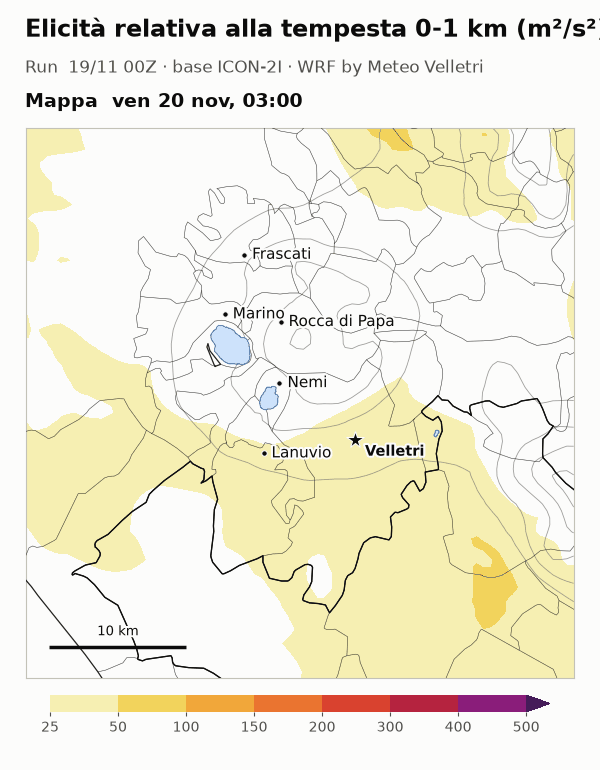 Elicità relativa alla tempesta 0-1 km (m²/s²)
Run 19/11 00Z · base ICON-2I · WRF by Meteo Velletri
Mappa ven 20 nov, 03:00
Frascati
Marino
Rocca di Papa
Nemi
Lanuvio
Velletri
10 km
25 50 100 150 200 300 400 500